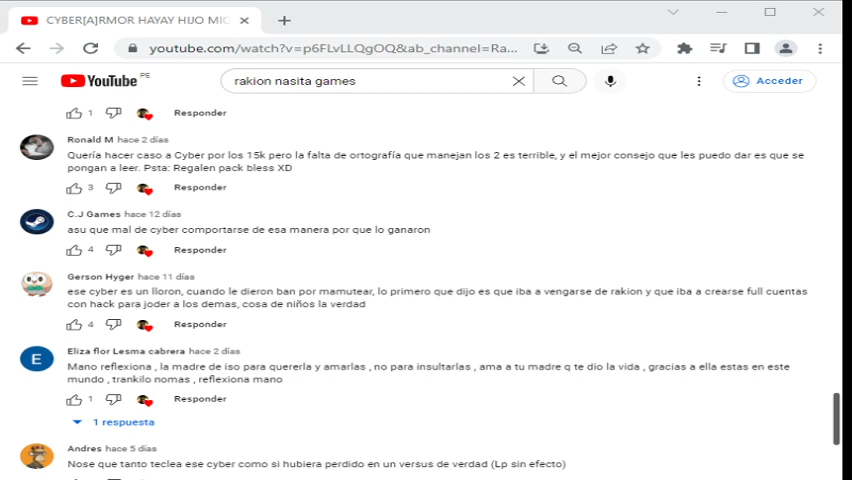 CYBER[A]RMOR HAYAY HIJO MIC
youtube.com/watch?v=p6FLvLLQgOQ&ab_channel=Ra...
YouTube PE
rakion nasita games
Acceder
1 Responder
Ronald M hace 2 días
Quería hacer caso a Cyber por los 15k pero la falta de ortografía que manejan los 2 es terrible, y el mejor consejo que les puedo dar es que se
pongan a leer. Psta: Regalen pack bless XD
3 Responder
C.J Games hace 12 días
asu que mal de cyber comportarse de esa manera por que lo ganaron
4 Responder
Gerson Hyger hace 11 días
ese cyber es un lloron, cuando le dieron ban por mamutear, lo primero que dijo es que iba a vengarse de rakion y que iba a crearse full cuentas
con hack para joder a los demas, cosa de niños la verdad
4 Responder
E
Eliza flor Lesma cabrera hace 2 días
Mano reflexiona , la madre de iso para quererla y amarlas , no para insultarlas , ama a tu madre q te dio la vida , gracias a ella estas en este
mundo , trankilo nomas , reflexiona mano
1 Responder
1 respuesta
Andres hace 5 días
Nose que tanto teclea ese cyber como si hubiera perdido en un versus de verdad (Lp sin efecto)